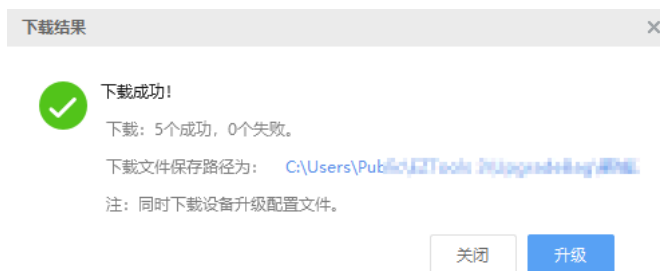 下载结果
下载成功!
下载：5个成功，0个失败。
下载文件保存路径为： C:\Users\Pub
注：同时下载设备升级配置文件。
关闭 升级